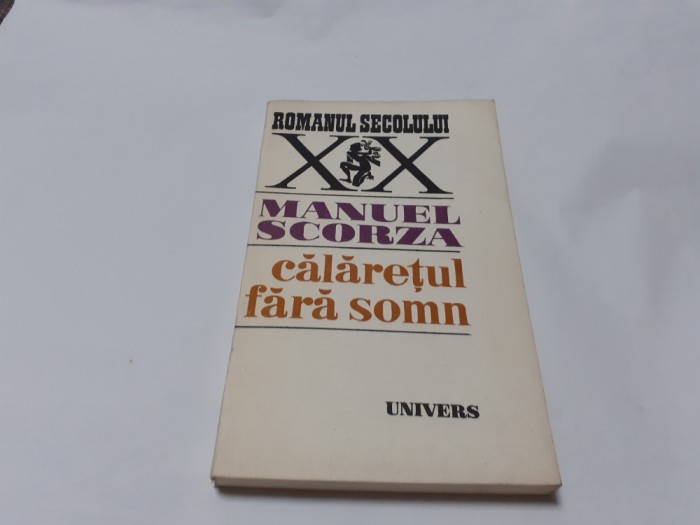 ROMANUL SECOLULUI
XX
MANUEL
SCORZA
călărețul
fără somn
UNIVERS